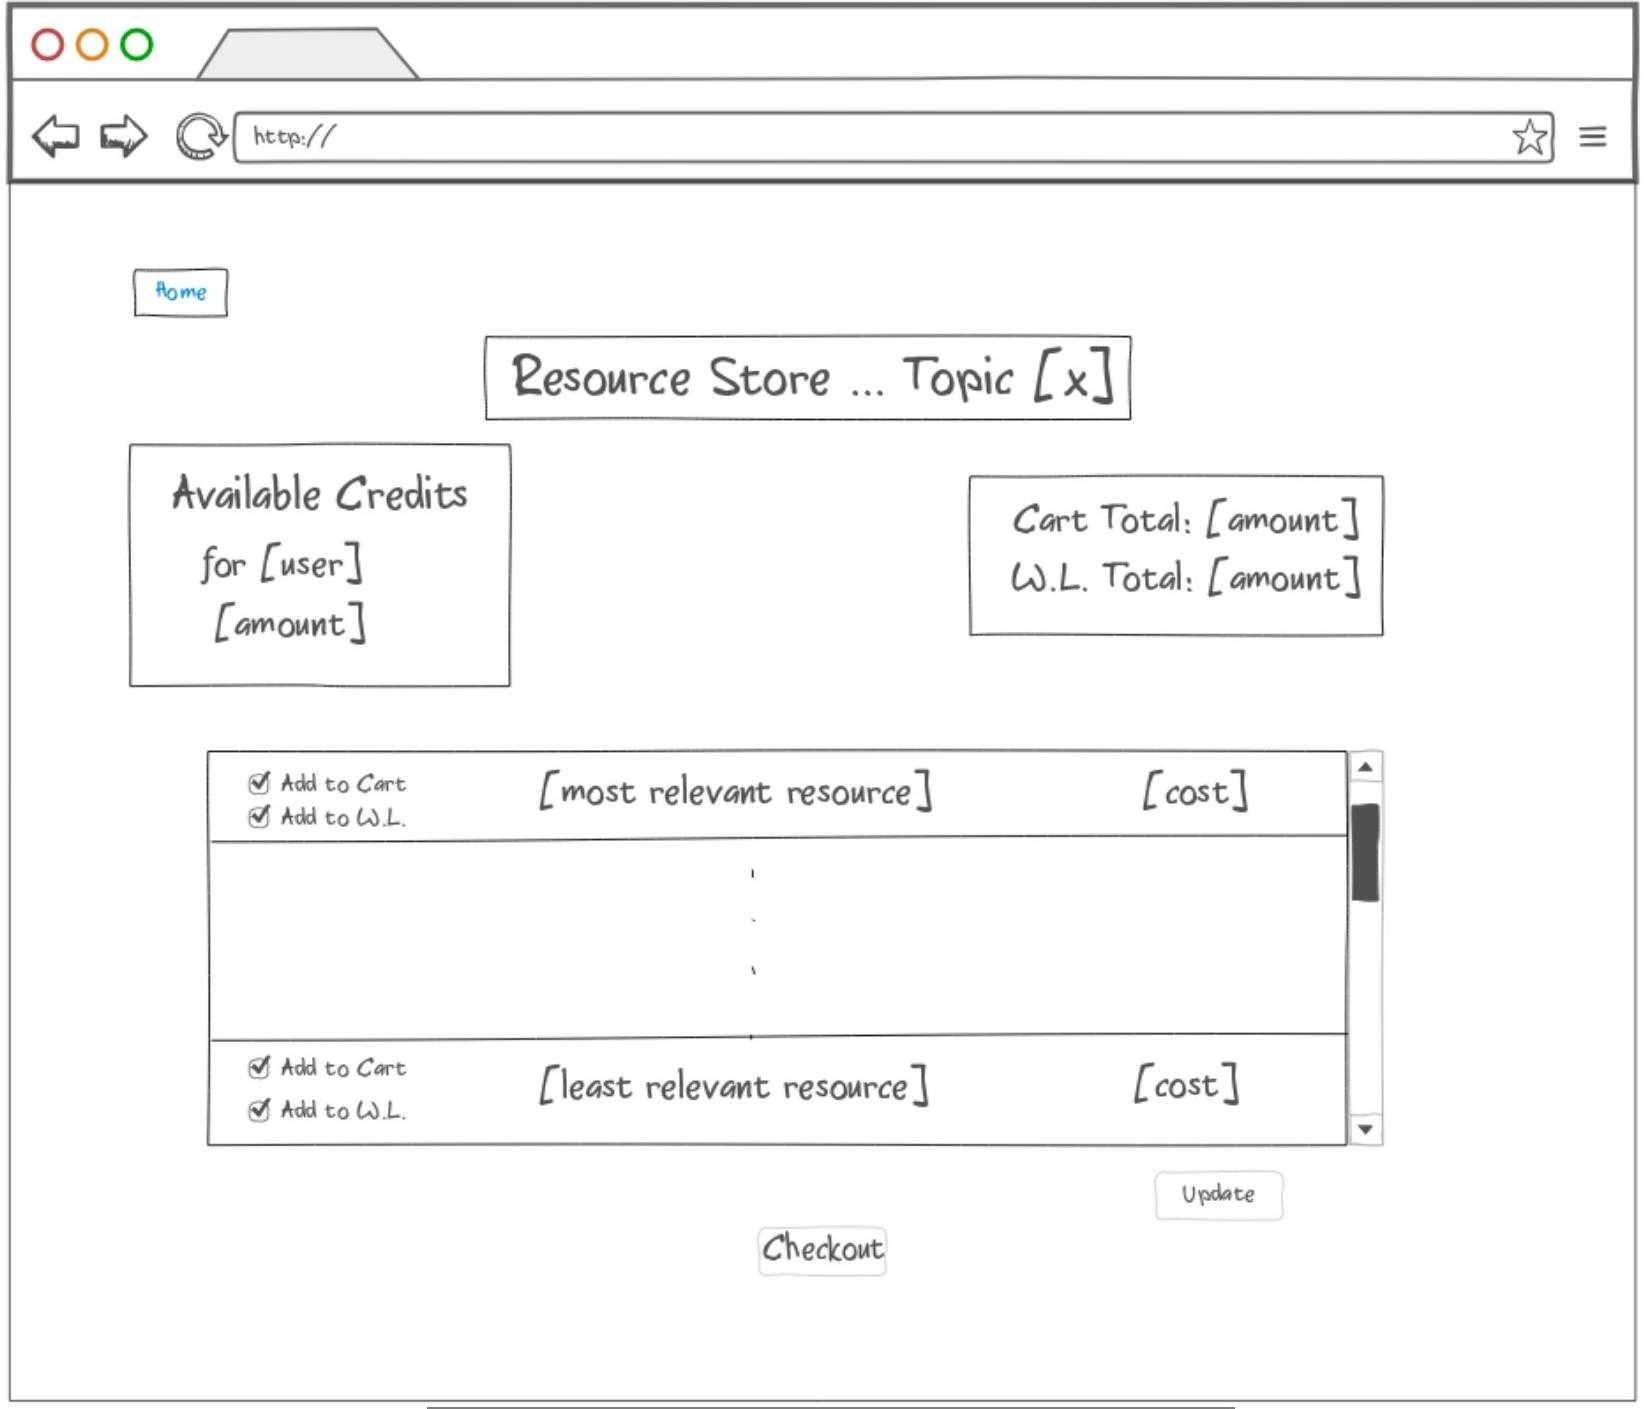 http://
Home
Resource Store ... Topic [x]
Available Credits
for [user]
[amount]
Cart Total: [amount]
W.L. Total: [amount]
Add to Cart
Add to W.L.
[most relevant resource]
[cost]
Add to Cart
Add to W.L.
[least relevant resource]
[cost]
Update
Checkout